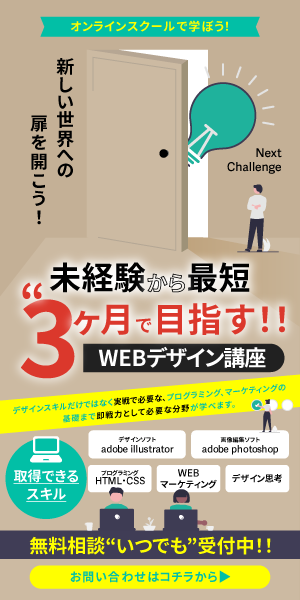 オンラインスクールで学ぼう!
新しい世界への
扉を開こう!
Next
Challenge
未経験から最短
“3ヶ月で目指す!!
WEBデザイン講座
デザインスキルだけではなく実戦で必要な、プログラミング、マーケティングの
基礎まで即戦力として必要な分野が学べます。
取得できる
スキル
デザインソフト
adobe illustrator
画像編集ソフト
adobe photoshop
プログラミング
HTML・CSS
WEB
マーケティング
デザイン思考
無料相談“いつでも”受付中!!
お問い合わせはコチラから▶